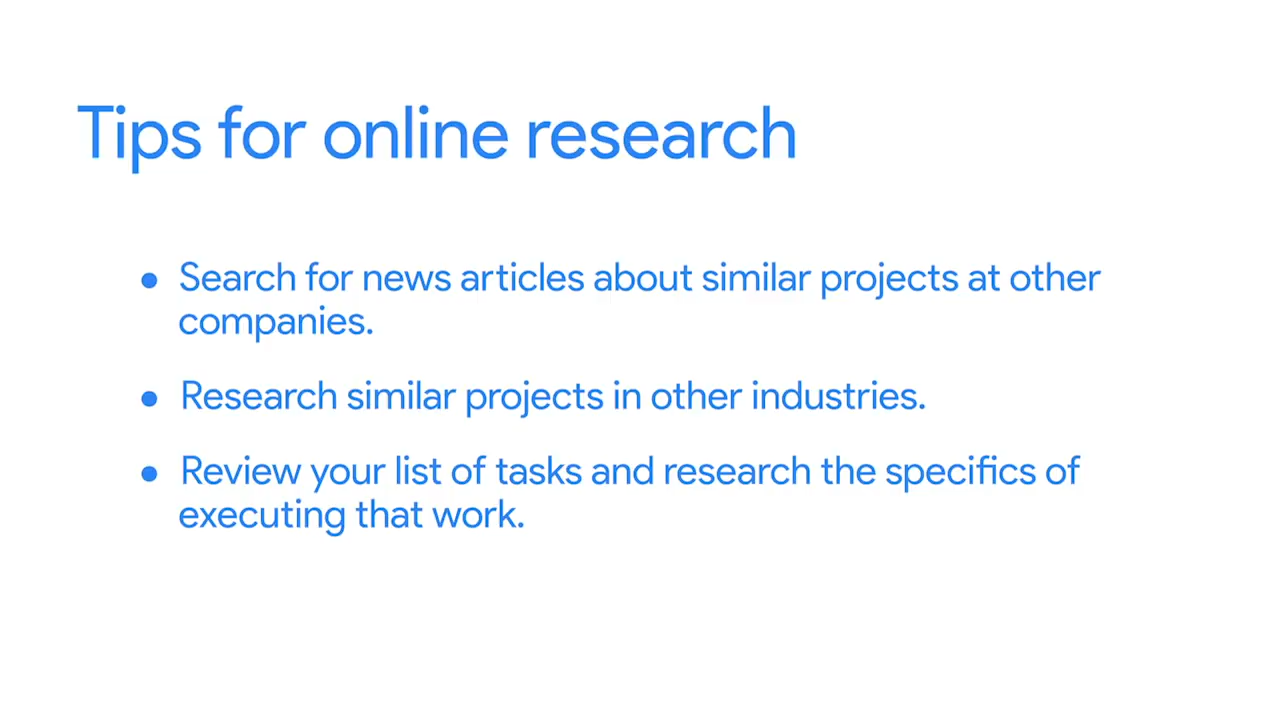 Tips for online research
● Search for news articles about similar projects at other
companies.
● Research similar projects in other industries.
● Review your list of tasks and research the specifics of
executing that work.